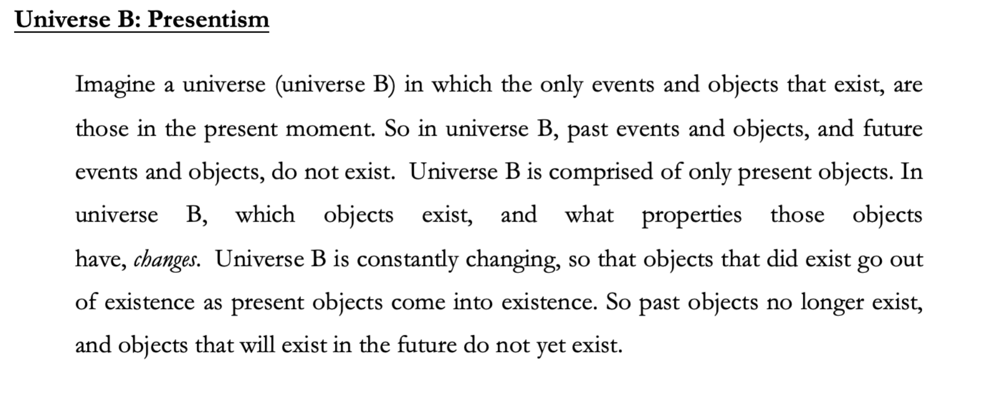 Universe B: Presentism
Imagine a universe (universe B) in which the only events and objects that exist, are
those in the present moment. So in universe B, past events and objects, and future
events and objects, do not exist.  Universe B is comprised of only present objects. In
universe B, which objects exist, and what properties those objects
have, changes.  Universe B is constantly changing, so that objects that did exist go out
of existence as present objects come into existence. So past objects no longer exist,
and objects that will exist in the future do not yet exist.